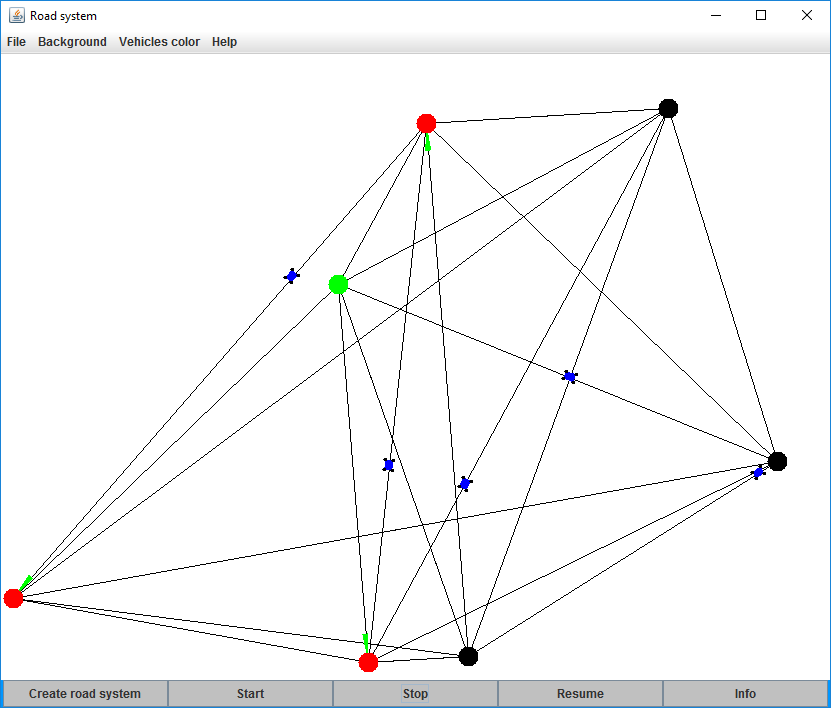 Road system
File Background Vehicles color Help
Create road system Start Stop Resume Info